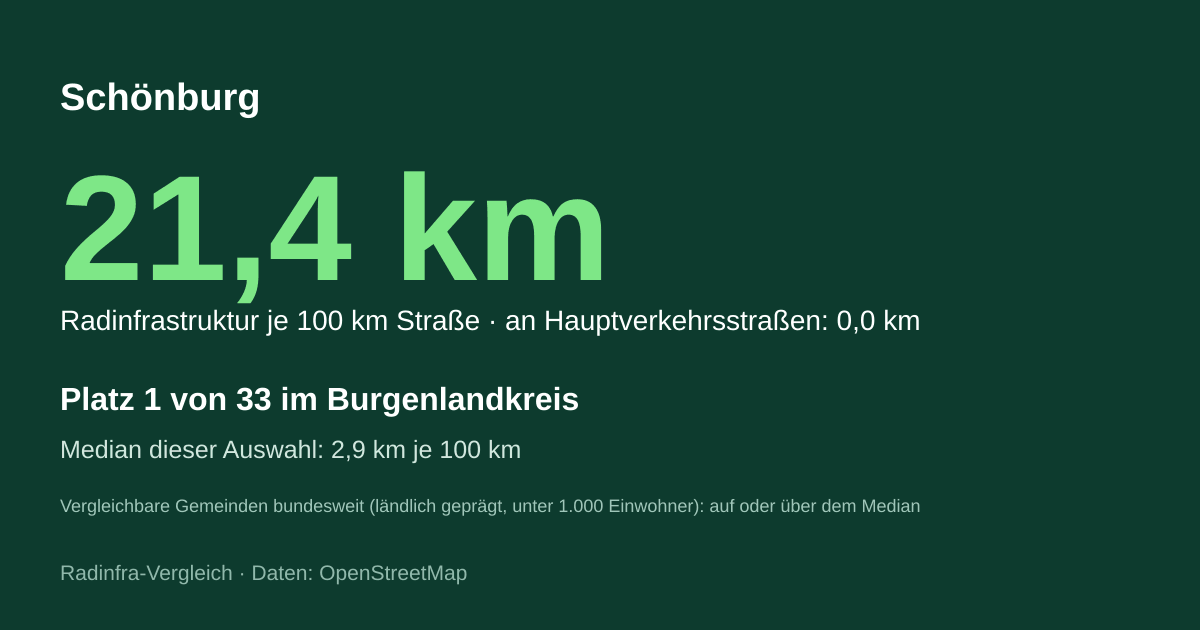 Schönburg
21,4 km
Radinfrastruktur je 100 km Straße · an Hauptverkehrsstraßen: 0,0 km
Platz 1 von 33 im Burgenlandkreis
Median dieser Auswahl: 2,9 km je 100 km
Vergleichbare Gemeinden bundesweit (ländlich geprägt, unter 1.000 Einwohner): auf oder über dem Median
Radinfra-Vergleich · Daten: OpenStreetMap